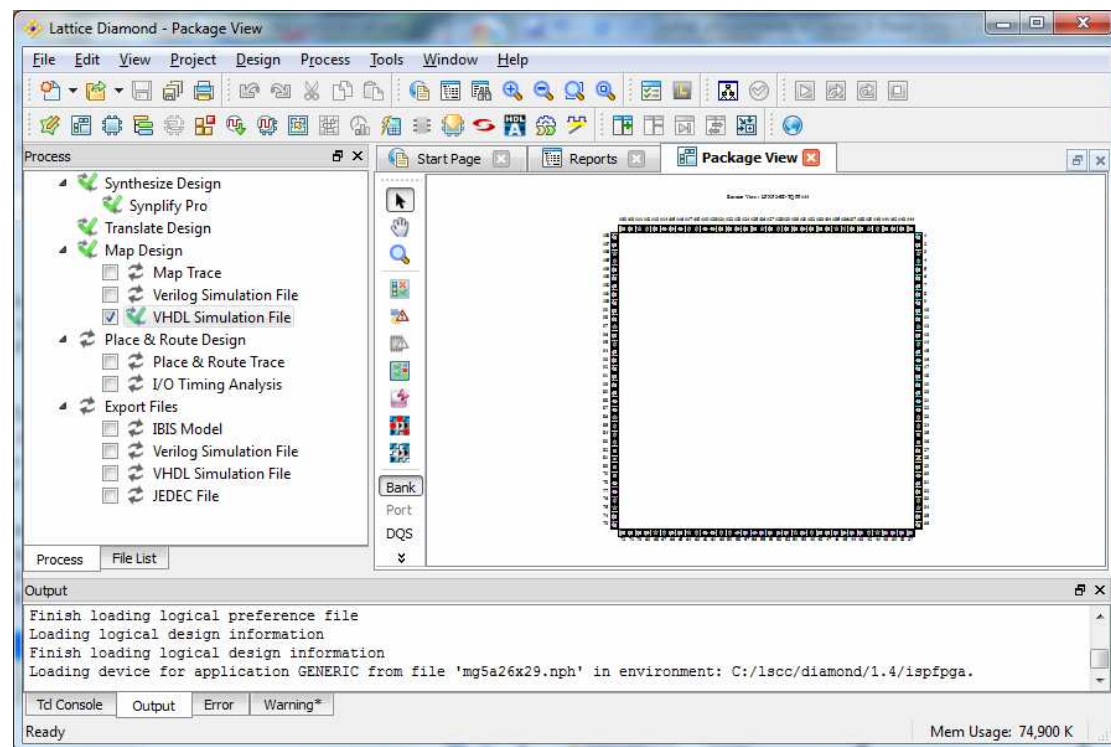 Lattice Diamond - Package View
File Edit View Project Design Process Tools Window Help
Process
Synthesize Design
Synplify Pro
Translate Design
Map Design
Map Trace
Verilog Simulation File
VHDL Simulation File
Place & Route Design
Place & Route Trace
I/O Timing Analysis
Export Files
IBIS Model
Verilog Simulation File
VHDL Simulation File
JEDEC File
Process File List
Start Page Reports Package View
Bank
Port
DQS
Output
Finish loading logical preference file
Loading logical design information
Finish loading logical design information
Loading device for application GENERIC from file 'mg5a26x29.nph' in environment: C:/lscc/diamond/1.4/ispfpga.
Tcl Console Output Error Warning*
Ready Mem Usage: 74,900 K